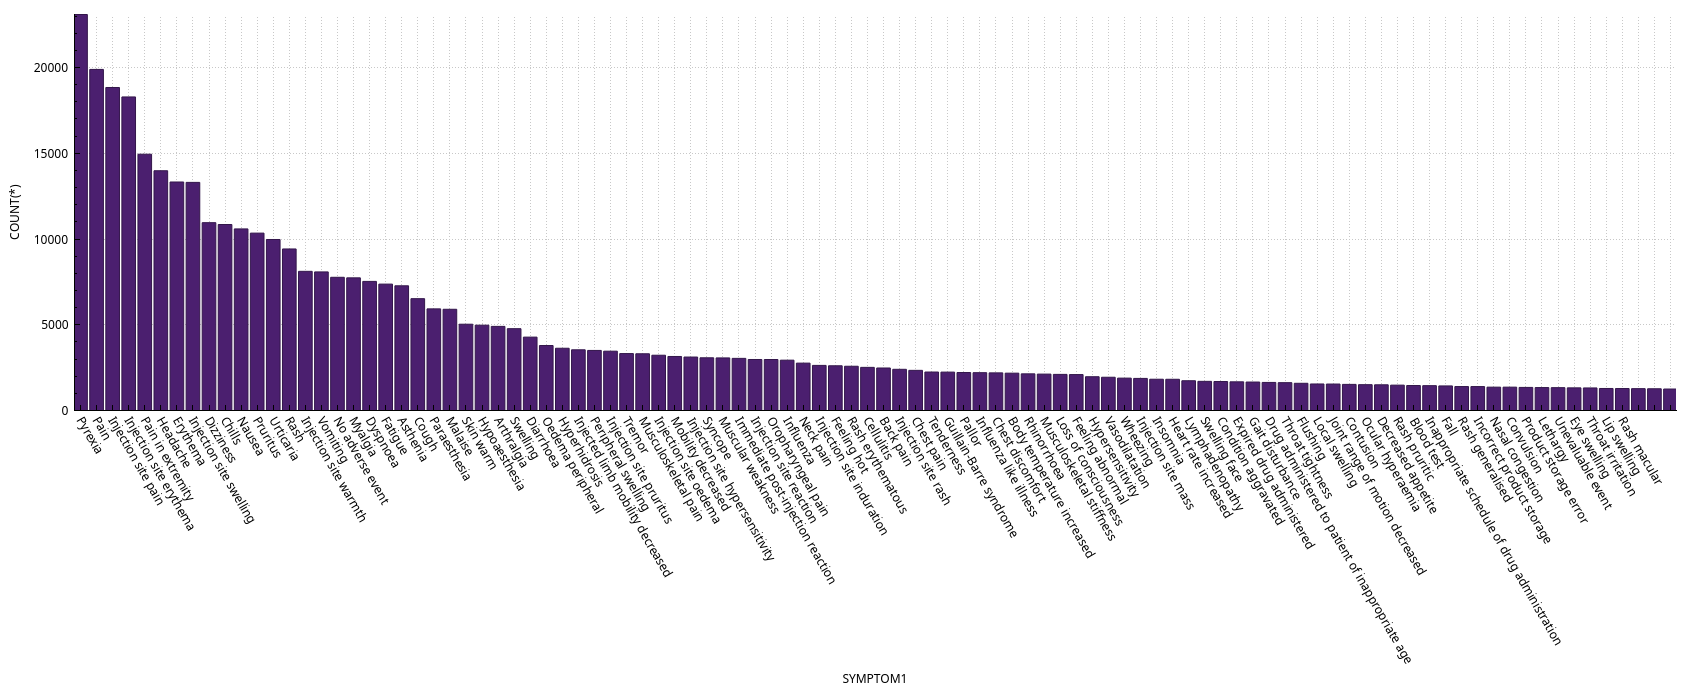 20000
15000
10000
5000
0
COUNT(*)
Pyrexia
Pain
Injection site pain
Injection site erythema
Pain in extremity
Headache
Erythema
Injection site swelling
Dizziness
Chills
Nausea
Pruritus
Urticaria
Rash
Injection site warmth
Vomiting
No adverse event
Myalgia
Dyspnoea
Fatigue
Asthenia
Cough
Paraesthesia
Malaise
Skin warm
Hypoaesthesia
Arthralgia
Swelling
Diarrhoea
Oedema peripheral
Hyperhidrosis
Injected limb mobility decreased
Peripheral swelling
Injection site pruritus
Tremor
Musculoskeletal pain
Injection site oedema
Mobility decreased
Injection site hypersensitivity
Syncope
Muscular weakness
Immediate post-injection reaction
Injection site reaction
Oropharyngeal pain
Influenza
Neck pain
Injection site induration
Feeling hot
Rash erythematous
Cellulitis
Back pain
Injection site rash
Chest pain
Tenderness
Guillain-Barre syndrome
Pallor
Influenza like illness
Chest discomfort
Body temperature increased
Rhinorrhoea
Musculoskeletal stiffness
Loss of consciousness
Feeling abnormal
Hypersensitivity
Vasodilatation
Wheezing
Injection site mass
Insomnia
Heart rate increased
Lymphadenopathy
Swelling face
Condition aggravated
Expired drug administered
Gait disturbance
Drug administered to patient of inappropriate age
Throat tightness
Flushing
Local swelling
Joint range of motion decreased
Contusion
Ocular hyperaemia
Decreased appetite
Rash pruritic
Blood test
Inappropriate schedule of drug administration
Fall
Rash generalised
Incorrect product storage
Nasal congestion
Convulsion
Product storage error
Lethargy
Unevaluable event
Eye swelling
Throat irritation
Lip swelling
Rash macular
SYMPTOM1